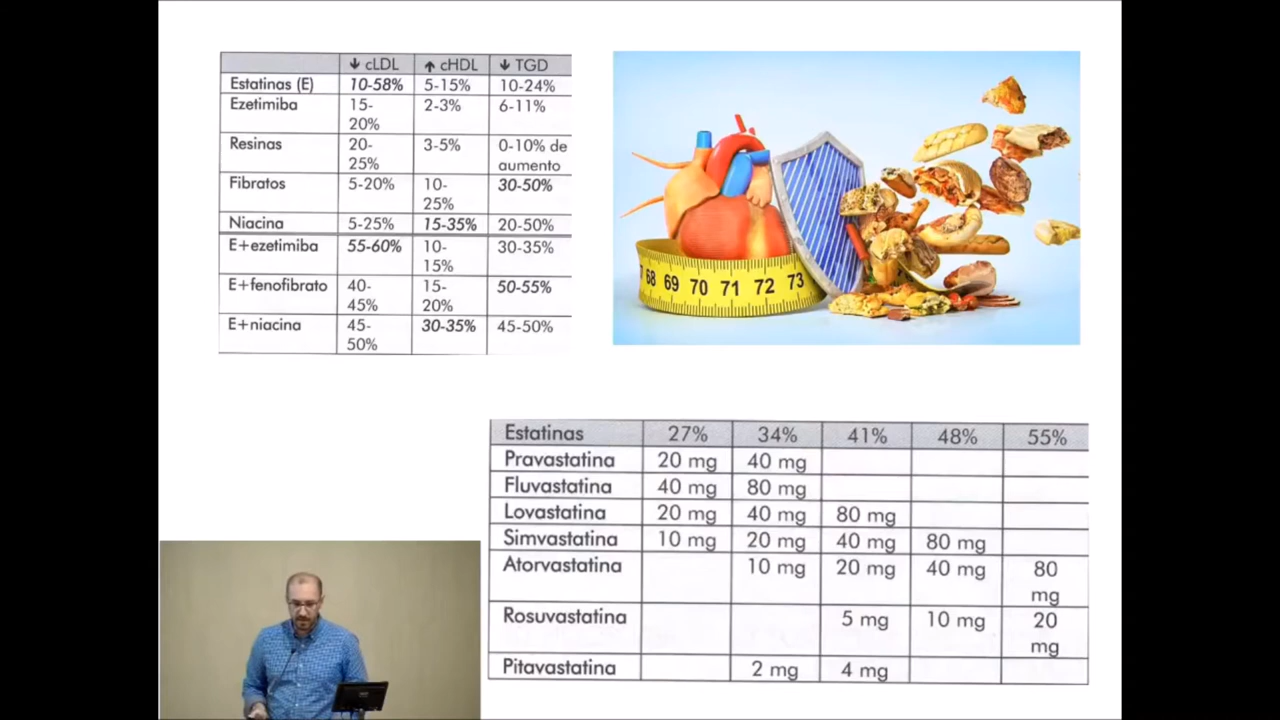 ↓ cLDL ↑ cHDL ↓ TGD
Estatinas (E) 10-58% 5-15% 10-24%
Ezetimiba 15- 2-3% 6-11%
20%
Resinas 20- 3-5% 0-10% de
25% aumento
Fibratos 5-20% 10- 30-50%
25%
Niacina 5-25% 15-35% 20-50%
E+ezetimiba 55-60% 10- 30-35%
15%
E+fenofibrato 40- 15- 50-55%
45% 20%
E+niacina 45- 30-35% 45-50%
50%
68 69 70 71 72 73
Estatinas 27% 34% 41% 48% 55%
Pravastatina 20 mg 40 mg
Fluvastatina 40 mg 80 mg
Lovastatina 20 mg 40 mg 80 mg
Simvastatina 10 mg 20 mg 40 mg 80 mg
Atorvastatina 10 mg 20 mg 40 mg 80
mg
Rosuvastatina 5 mg 10 mg 20
mg
Pitavastatina 2 mg 4 mg